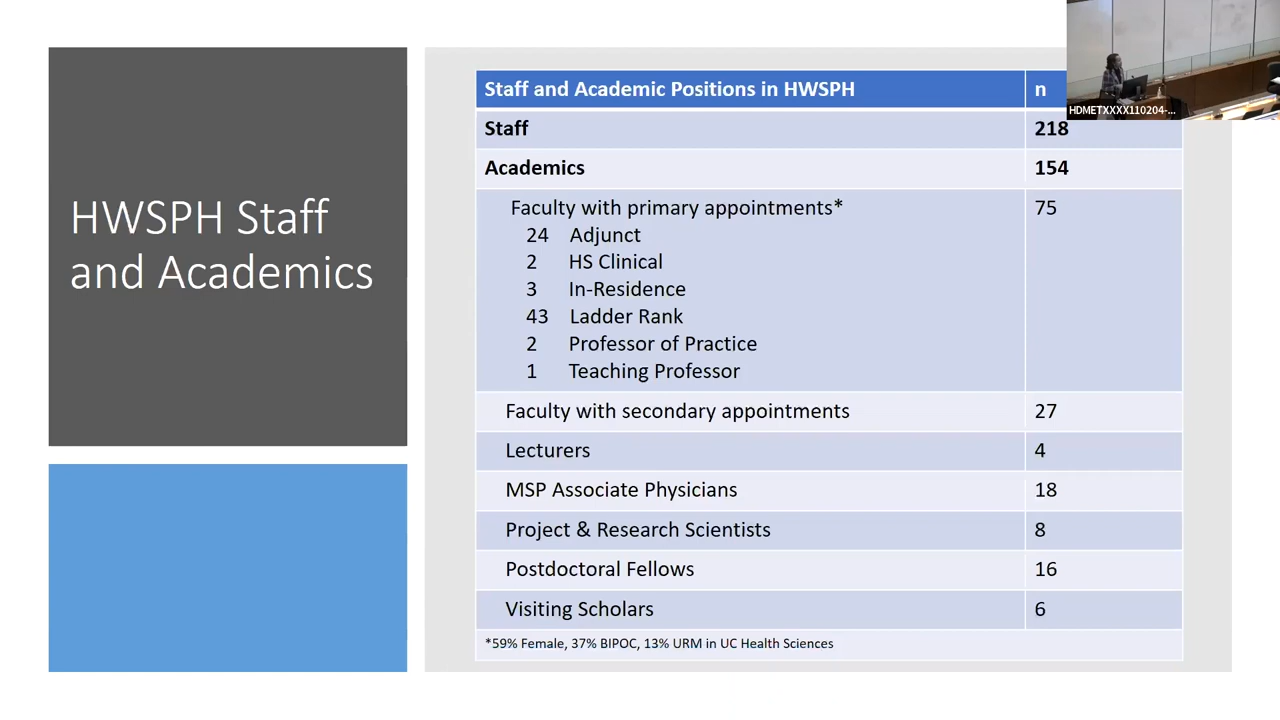 HWSPH Staff
and Academics
Staff and Academic Positions in HWSPH n
Staff 218
Academics 154
Faculty with primary appointments* 75
24 Adjunct
2 HS Clinical
3 In-Residence
43 Ladder Rank
2 Professor of Practice
1 Teaching Professor
Faculty with secondary appointments 27
Lecturers 4
MSP Associate Physicians 18
Project & Research Scientists 8
Postdoctoral Fellows 16
Visiting Scholars 6
*59% Female, 37% BIPOC, 13% URM in UC Health Sciences
HDMETXXXX110204-...